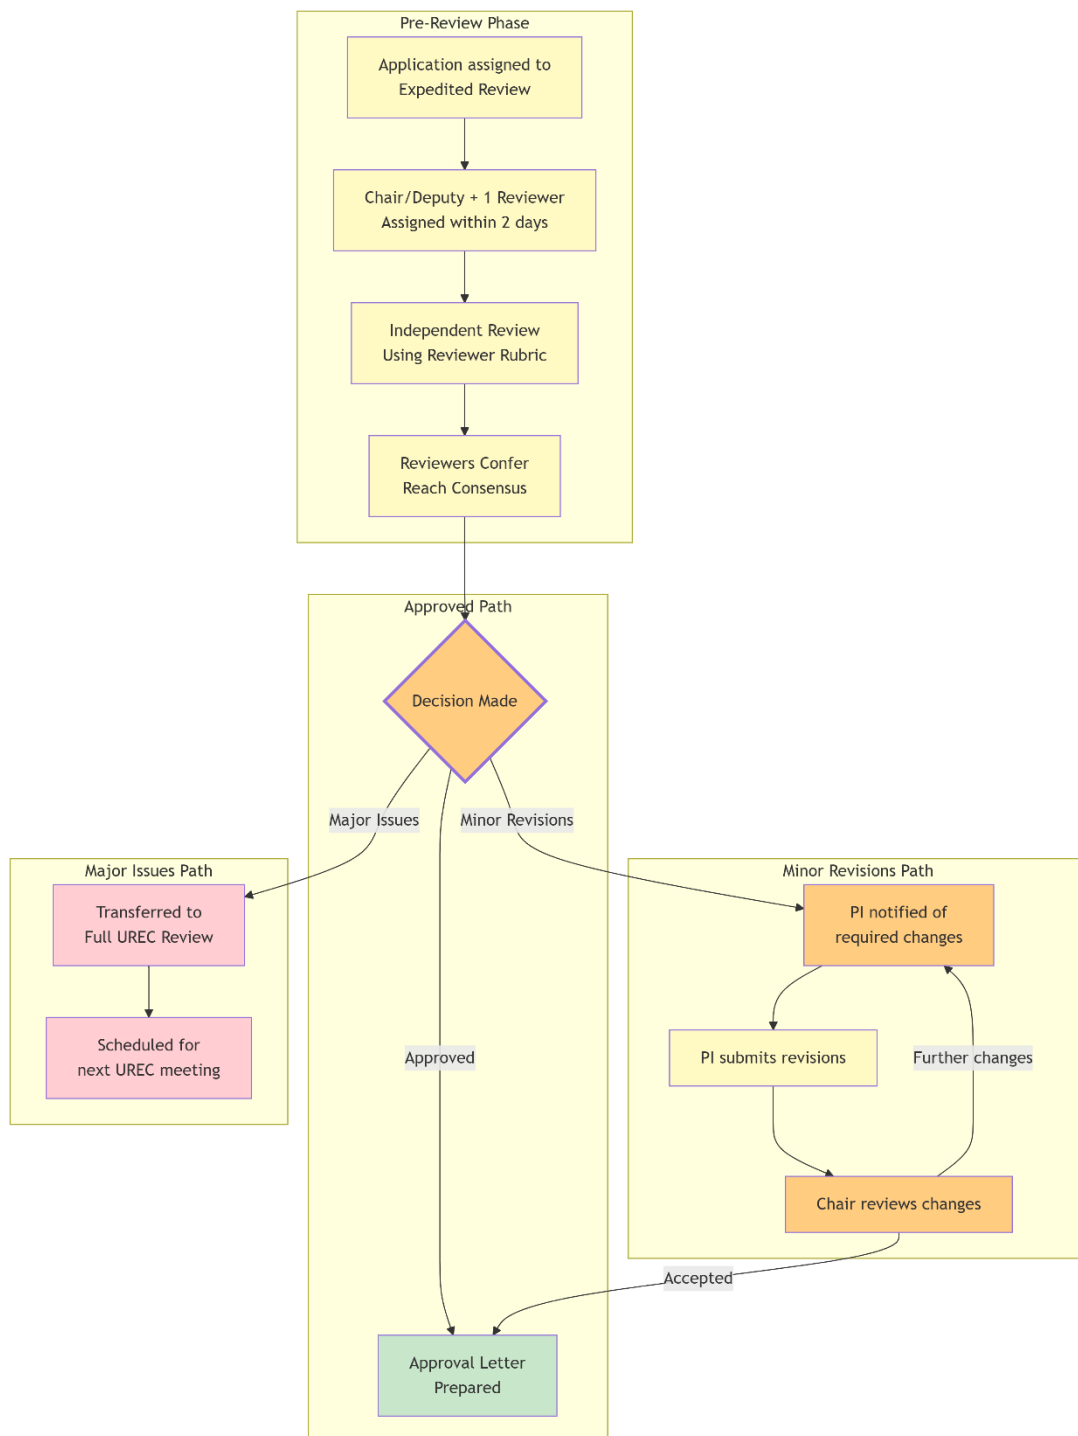 Pre-Review Phase
Application assigned to
Expedited Review
Chair/Deputy + 1 Reviewer
Assigned within 2 days
Independent Review
Using Reviewer Rubric
Reviewers Confer
Reach Consensus
Approved Path
Decision Made
Major Issues
Minor Revisions
Major Issues Path
Transferred to
Full UREC Review
Scheduled for
next UREC meeting
Approved
Minor Revisions Path
PI notified of
required changes
PI submits revisions
Further changes
Chair reviews changes
Accepted
Approval Letter
Prepared